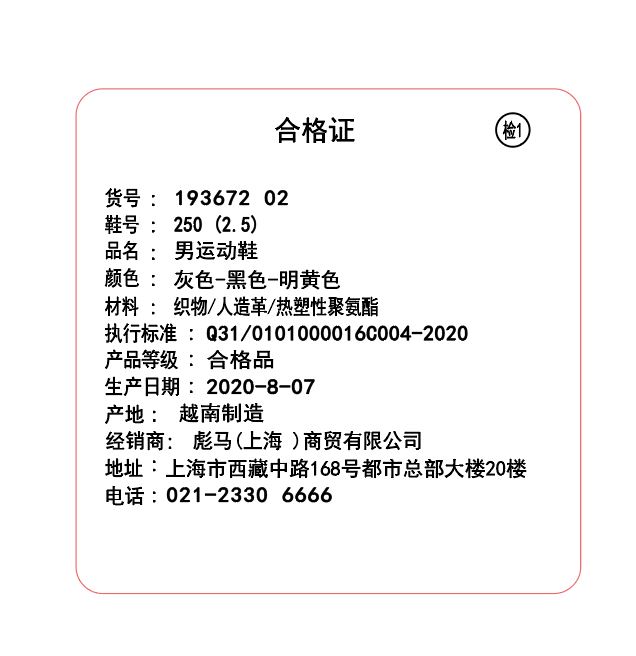 合格证 检1
货号 : 193672 02
鞋号 : 250 (2.5)
品名 : 男运动鞋
颜色 : 灰色-黑色-明黄色
材料 : 织物/人造革/热塑性聚氨酯
执行标准 : Q31/0101000016C004-2020
产品等级 : 合格品
生产日期 : 2020-8-07
产地 : 越南制造
经销商: 彪马(上海 )商贸有限公司
地址 : 上海市西藏中路168号都市总部大楼20楼
电话 : 021-2330 6666